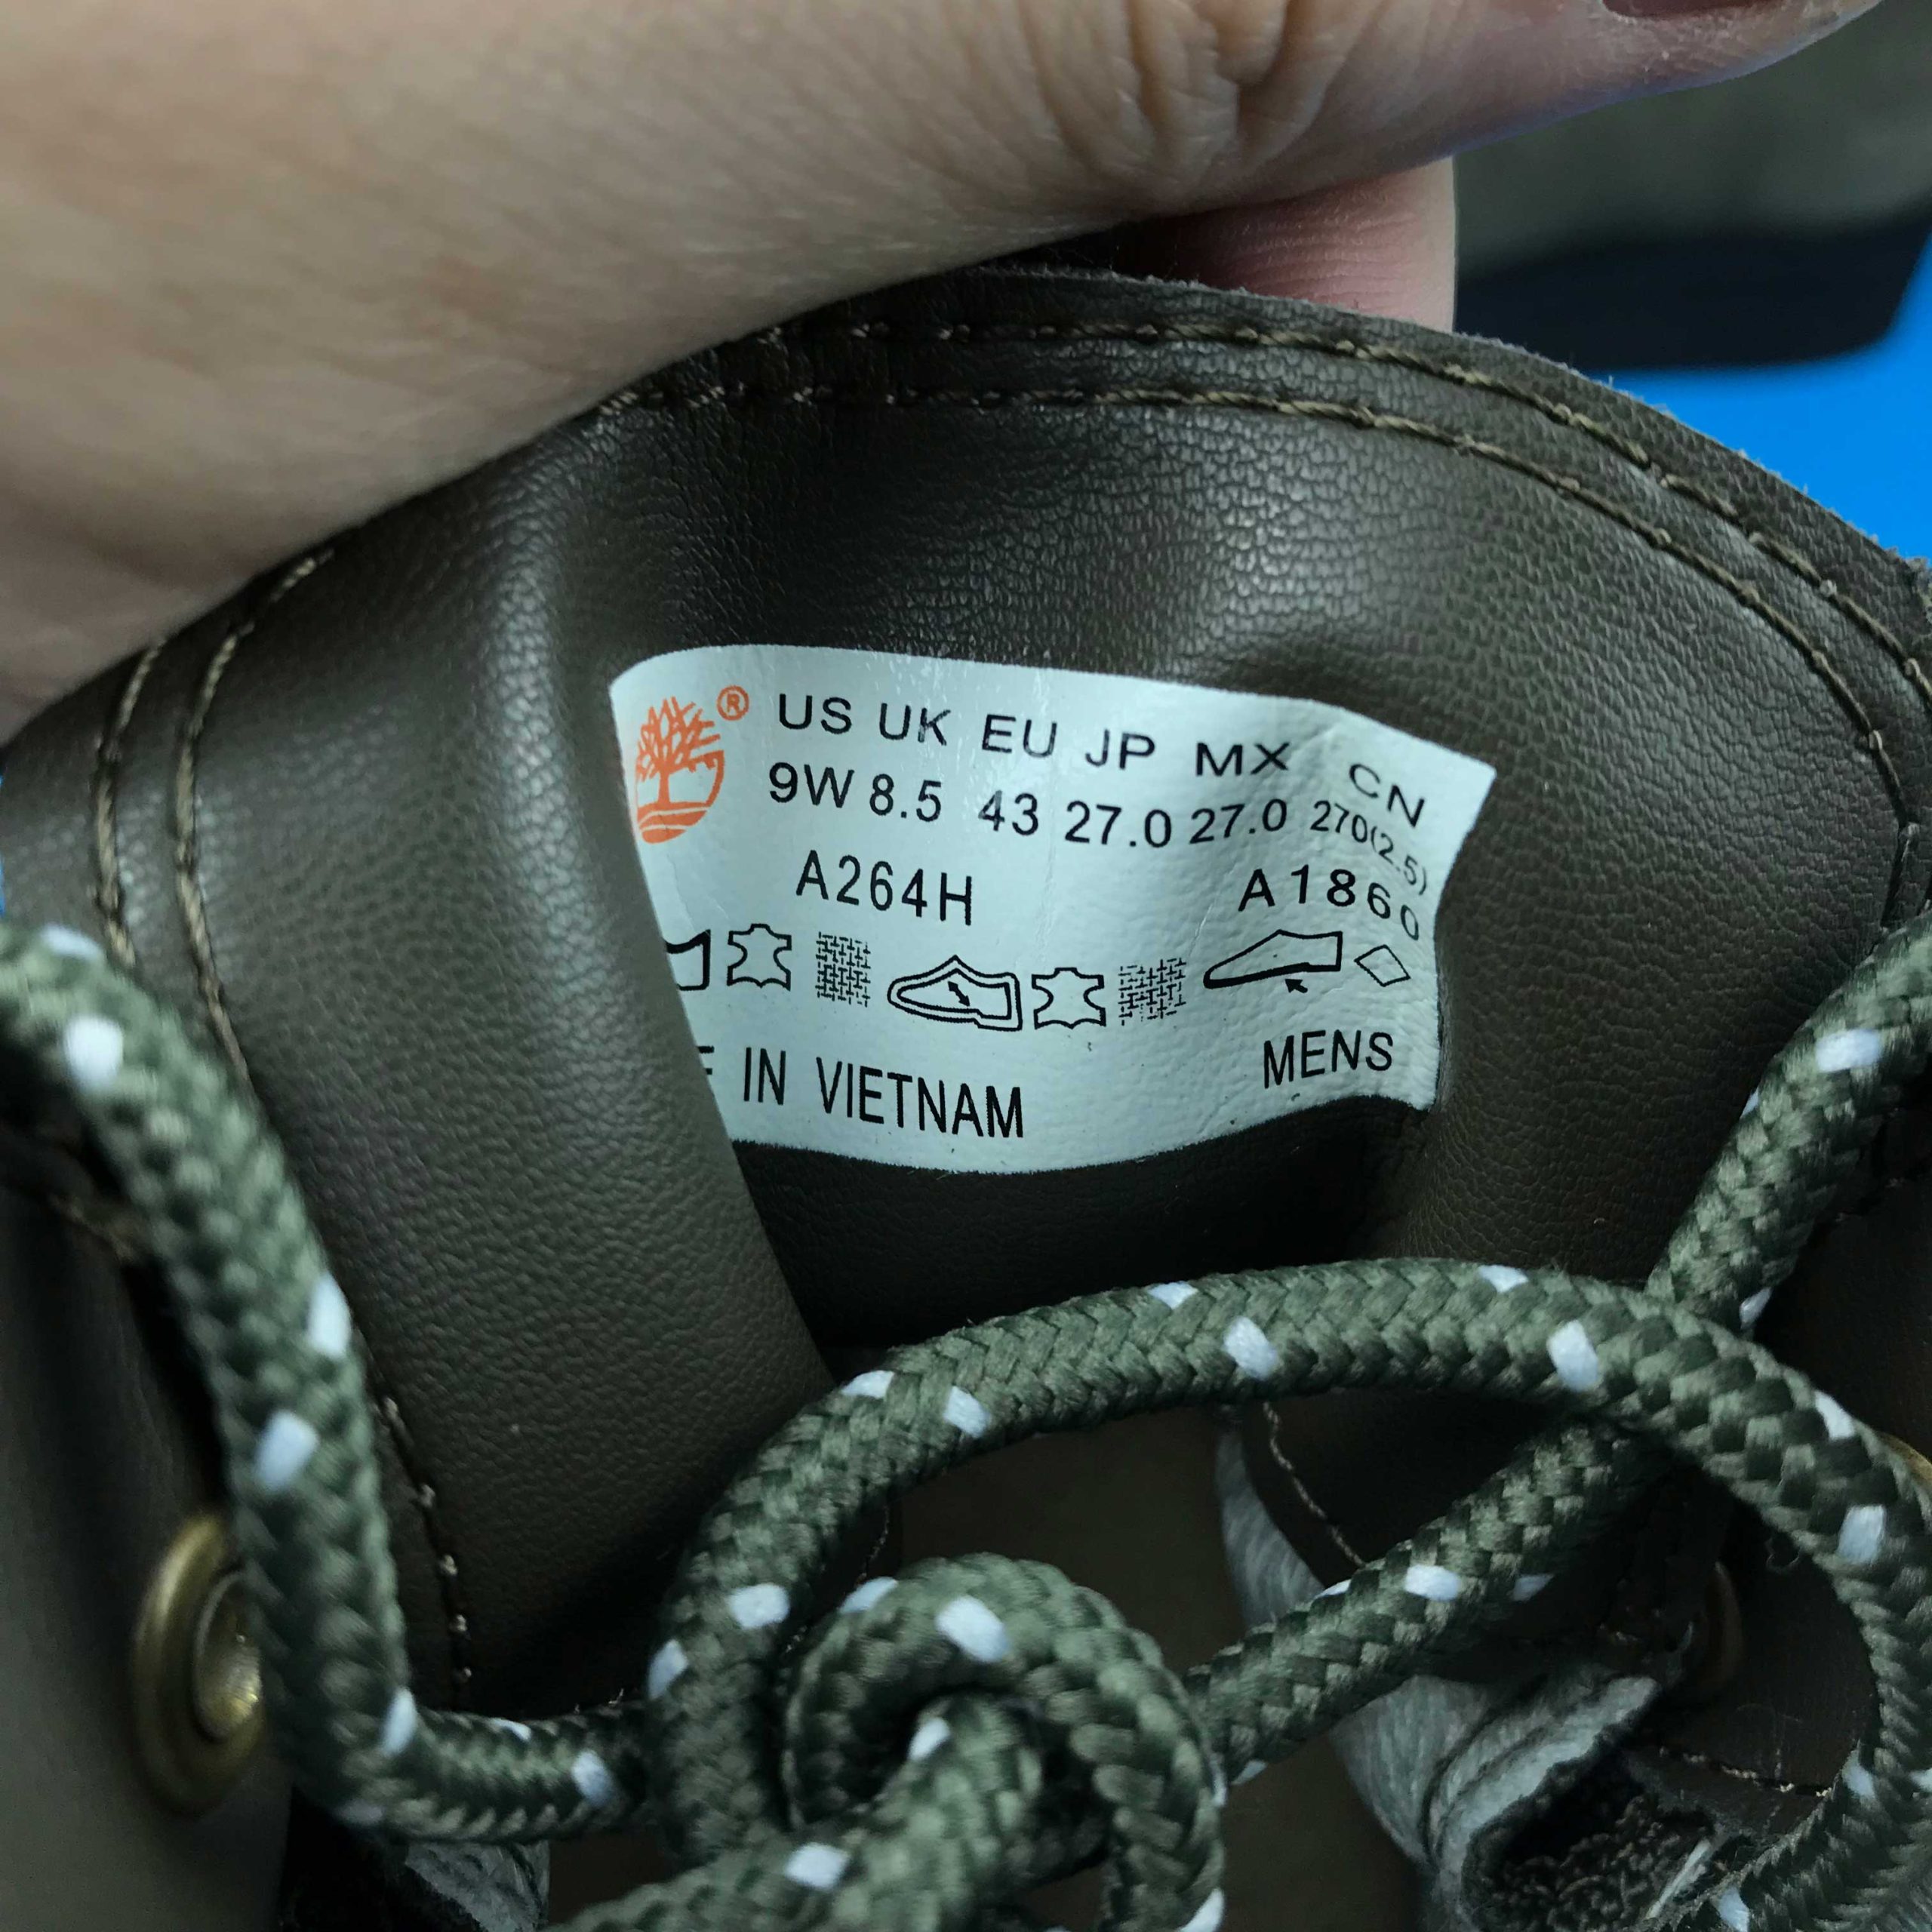 ® US UK EU JP MX CN
9W 8.5 43 27.0 27.0 270(2.5)
A264H A1860
IN VIETNAM MENS